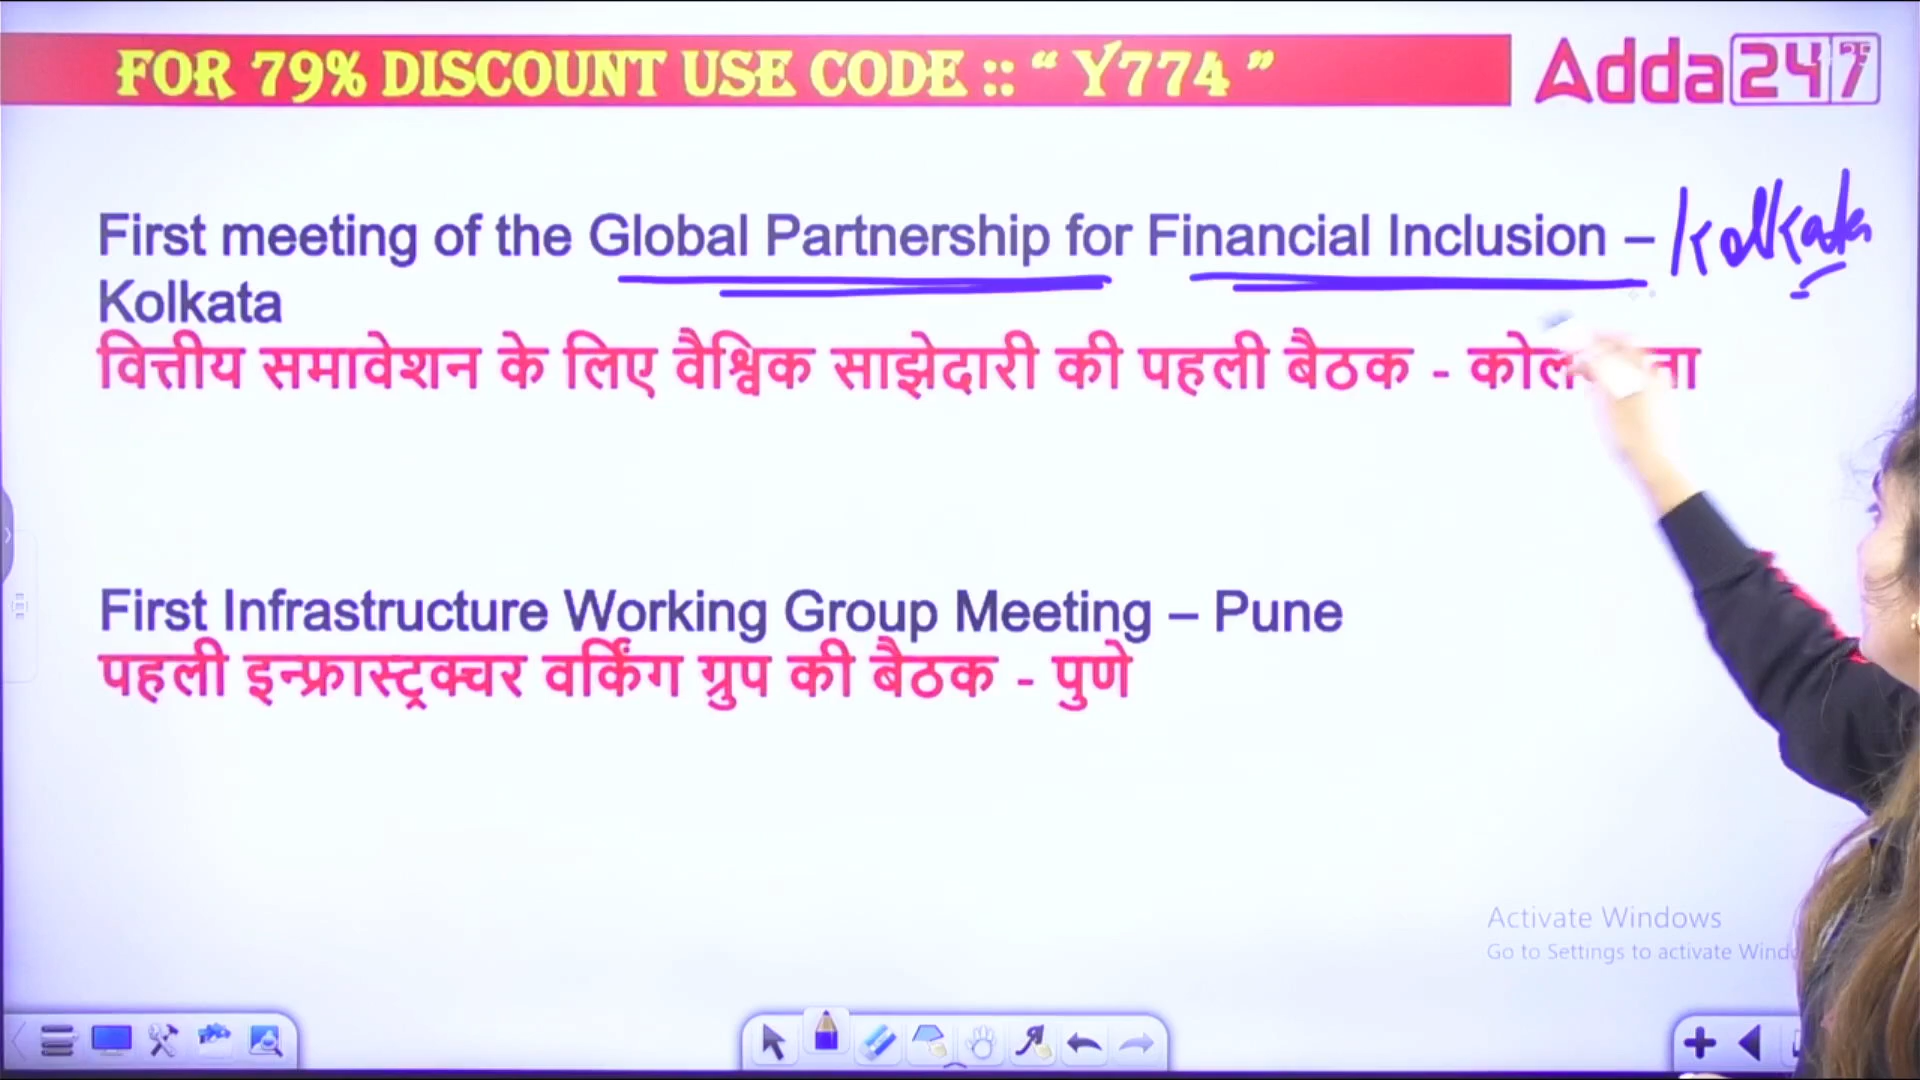 FOR 79% DISCOUNT USE CODE :: “ Y774 ”
Adda 247
First meeting of the Global Partnership for Financial Inclusion – Kolkata
Kolkata
वित्तीय समावेशन के लिए वैश्विक साझेदारी की पहली बैठक -
First Infrastructure Working Group Meeting – Pune
पहली इन्फ्रास्ट्रक्चर वर्किंग ग्रुप की बैठक - पुणे
Activate Windows
Go to Settings to activate